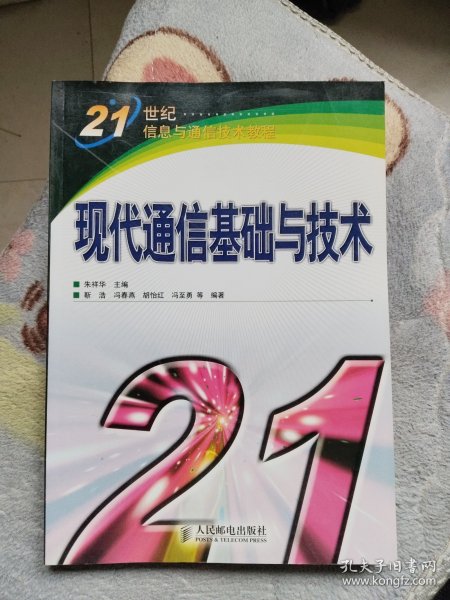 21世纪
信息与通信技术教程
现代通信基础与技术
■ 朱祥华 主编
■ 靳浩 冯春燕 胡怡红 冯至勇 等 编著
21
人民邮电出版社
POSTS & TELECOM PRESS
孔夫子旧书网
www.kongfz.com